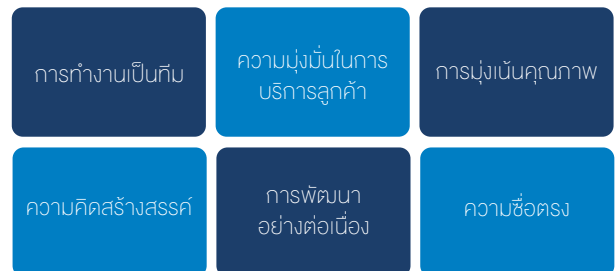 การทำงานเป็นทีม
ความมุ่งมั่นในการ
บริการลูกค้า
การมุ่งเน้นคุณภาพ
ความคิดสร้างสรรค์
การพัฒนา
อย่างต่อเนื่อง
ความซื่อตรง